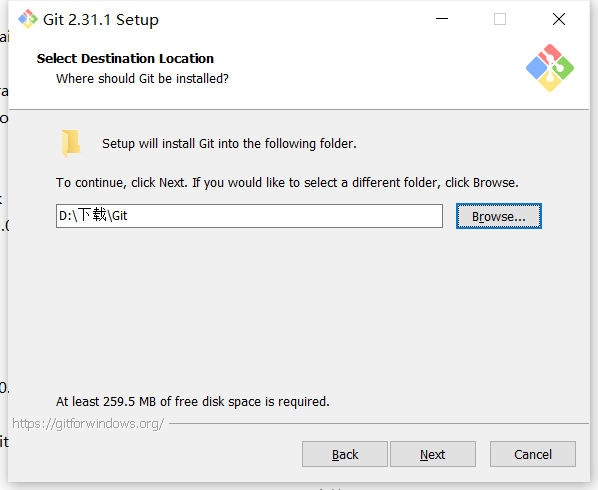 Git 2.31.1 Setup
Select Destination Location
Where should Git be installed?
Setup will install Git into the following folder.
To continue, click Next. If you would like to select a different folder, click Browse.
D:\下载\Git
Browse...
At least 259.5 MB of free disk space is required.
https://gitforwindows.org/
Back
Next
Cancel